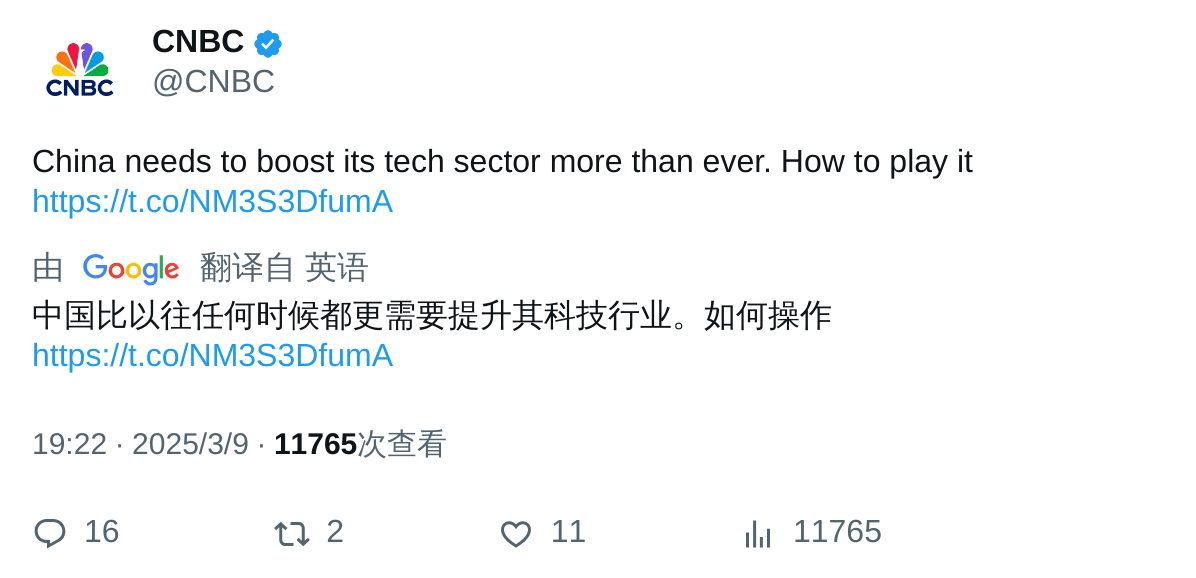 CNBC
@CNBC
CNBC
China needs to boost its tech sector more than ever. How to play it
https://t.co/NM3S3DfumA
由 Google 翻译自 英语
中国比以往任何时候都更需要提升其科技行业。如何操作
https://t.co/NM3S3DfumA
19:22 · 2025/3/9 · 11765次查看
16 2 11 11765